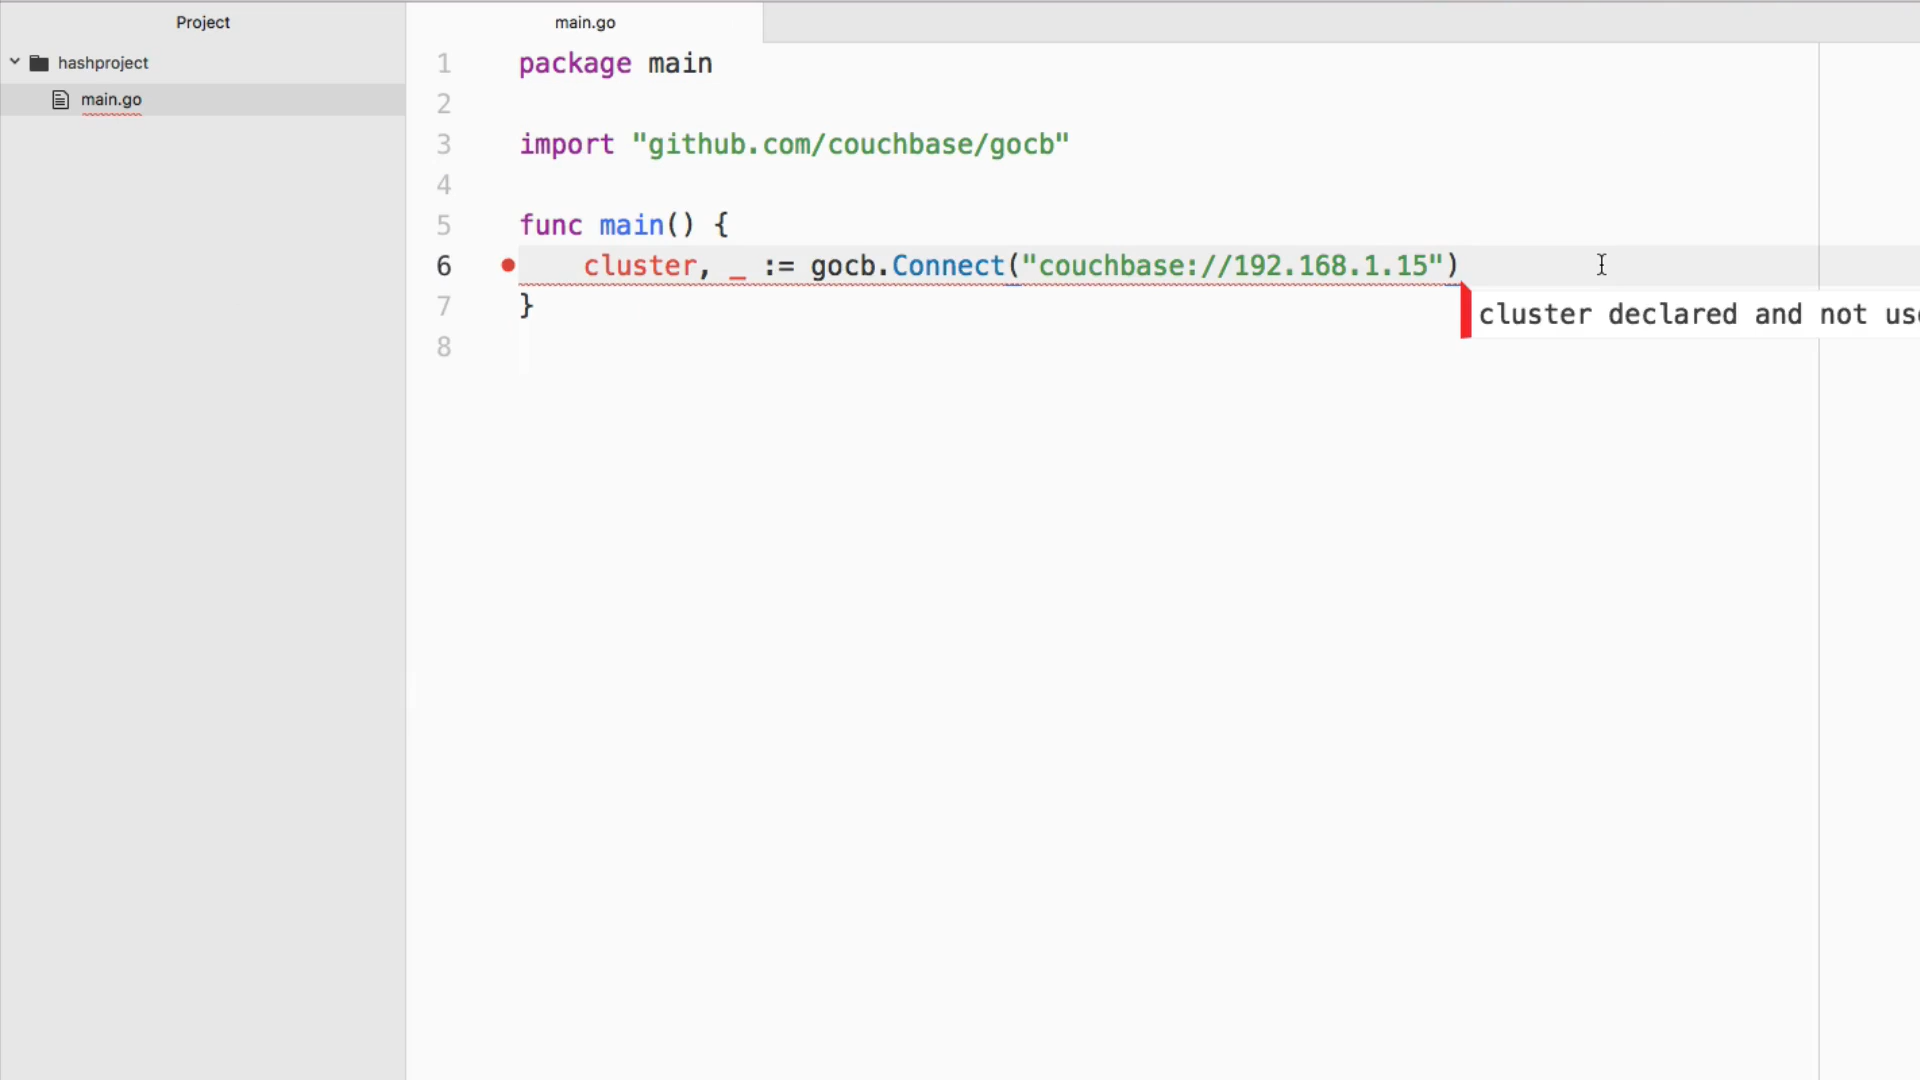 Project
hashproject
main.go
main.go
1 package main
2
3 import "github.com/couchbase/gocb"
4
5 func main() {
6 cluster, _ := gocb.Connect("couchbase://192.168.1.15")
7 }
cluster declared and not us
8